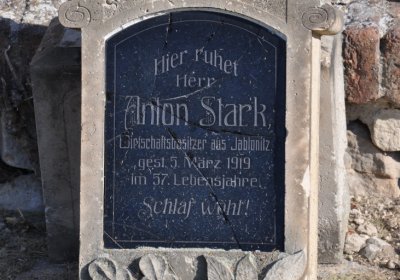 Hier ruhet
Herr
Anton Stark,
Wirtschaftsbesitzer aus Jablonitz
gest. 5. März 1919
im 57. Lebensjahre.
Schlaf wohl!